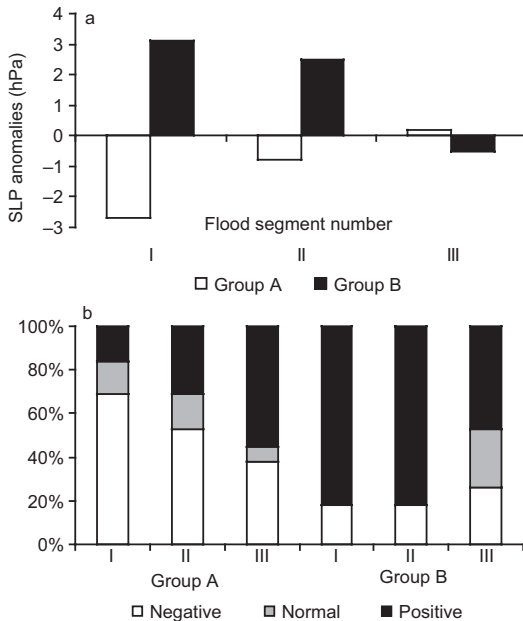 a
SLP anomalies (hPa)
4
3
2
1
0
–1
–2
–3
Flood segment number
I II III
Group A Group B
b
100%
80%
60%
40%
20%
0%
I II III I II III
Group A Group B
Negative Normal Positive